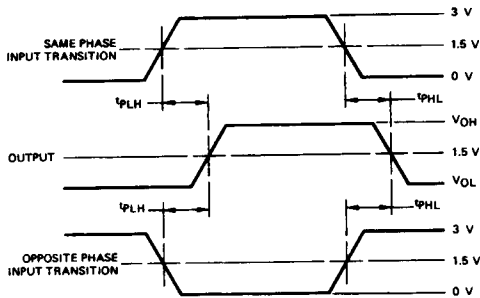 3 V
SAME PHASE
INPUT TRANSITION
1.5 V
0 V
tPLH
tPHL
VOH
OUTPUT
1.5 V
VOL
tPLH
tPHL
3 V
OPPOSITE PHASE
INPUT TRANSITION
1.5 V
0 V